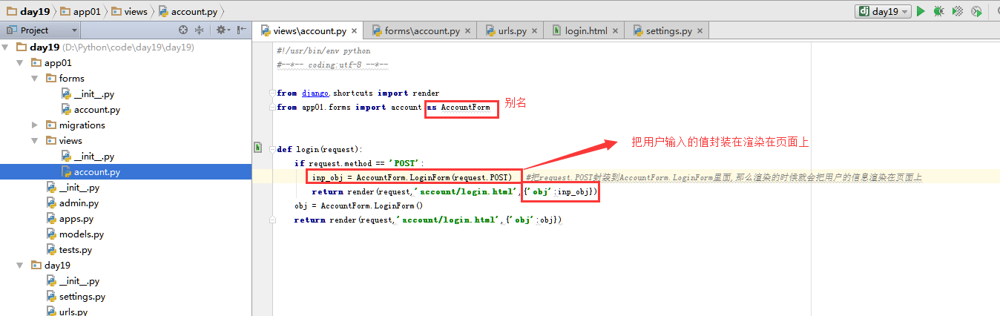 day19 app01 views account.py day19
Project views\account.py forms\account.py urls.py login.html settings.py
day19 (D:\Python\code\day19\day19)
app01
forms
__init__.py
account.py
migrations
views
__init__.py
account.py
__init__.py
admin.py
apps.py
models.py
tests.py
day19
__init__.py
settings.py
urls.py
#!/usr/bin/env python
#--*-- coding:utf-8 --*--
from django.shortcuts import render
from app01.forms import account as AccountForm
别名
def login(request):
把用户输入的值封装在渲染在页面上
if request.method == 'POST':
inp_obj = AccountForm.LoginForm(request.POST) #把request.POST封装到AccountForm.LoginForm里面,那么渲染的时候就会把用户的信息渲染在页面上
return render(request,'account/login.html',{'obj':inp_obj})
obj = AccountForm.LoginForm()
return render(request,'account/login.html',{'obj':obj})